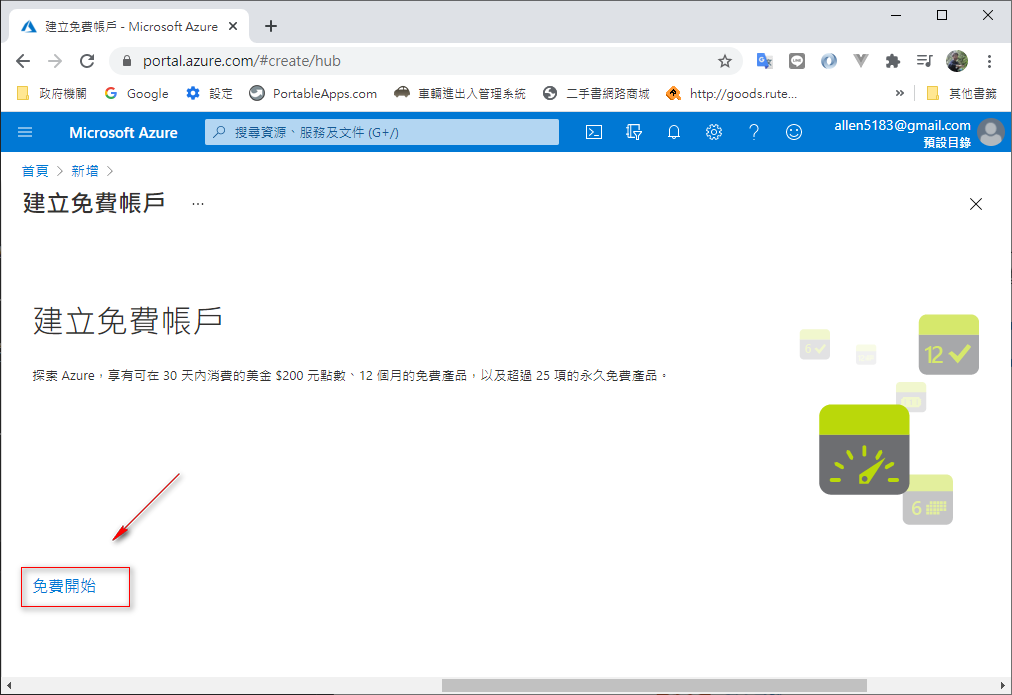 建立免費帳戶 - Microsoft Azure
portal.azure.com/#create/hub
政府機關 Google 設定 PortableApps.com 車輛進出入管理系統 二手書網路商城 http://goods.rute... » 其他書籤
Microsoft Azure 搜尋資源、服務及文件 (G+/) allen5183@gmail.com
預設目錄
首頁 > 新增 >
建立免費帳戶 ...
建立免費帳戶
探索 Azure，享有可在 30 天內消費的美金 $200 元點數、12 個月的免費產品，以及超過 25 項的永久免費產品。
6
12
6
免費開始